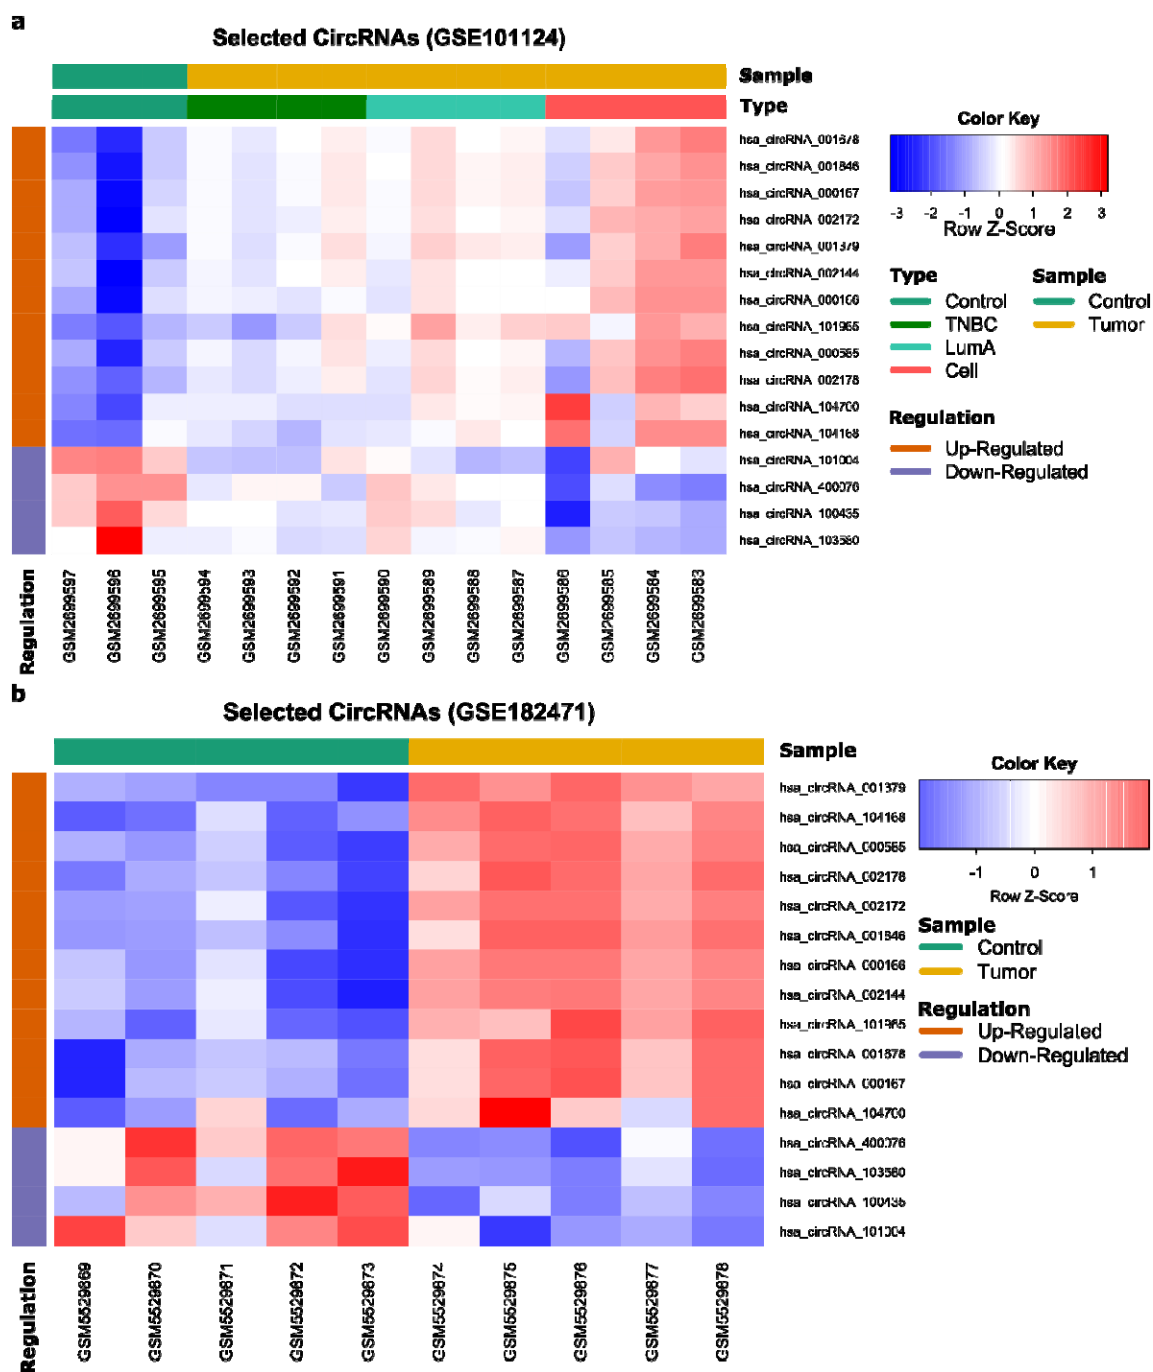 a
Selected CircRNAs (GSE101124)
Sample
Type
hsa_circRNA_001678
hsa_circRNA_001846
hsa_circRNA_000167
hsa_circRNA_002172
hsa_circRNA_001379
hsa_circRNA_002144
hsa_circRNA_000166
hsa_circRNA_101965
hsa_circRNA_000585
hsa_circRNA_002178
hsa_circRNA_104700
hsa_circRNA_104168
hsa_circRNA_101004
hsa_circRNA_400076
hsa_circRNA_100435
hsa_circRNA_103580
Color Key
-3 -2 -1 0 1 2 3
Row Z-Score
Type
Control
TNBC
LumA
Cell
Sample
Control
Tumor
Regulation
Up-Regulated
Down-Regulated
Regulation
GSM2699597
GSM2699596
GSM2699595
GSM2699594
GSM2699593
GSM2699592
GSM2699591
GSM2699590
GSM2699589
GSM2699588
GSM2699587
GSM2699586
GSM2699585
GSM2699584
GSM2699583
b
Selected CircRNAs (GSE182471)
Sample
hsa_circRNA_001379
hsa_circRNA_104168
hsa_circRNA_000585
hsa_circRNA_002178
hsa_circRNA_002172
hsa_circRNA_001846
hsa_circRNA_000166
hsa_circRNA_002144
hsa_circRNA_101965
hsa_circRNA_001678
hsa_circRNA_000167
hsa_circRNA_104700
hsa_circRNA_400076
hsa_circRNA_103580
hsa_circRNA_100435
hsa_circRNA_101004
Color Key
-1 0 1
Row Z-Score
Sample
Control
Tumor
Regulation
Up-Regulated
Down-Regulated
Regulation
GSM5529869
GSM5529870
GSM5529871
GSM5529872
GSM5529873
GSM5529874
GSM5529875
GSM5529876
GSM5529877
GSM5529878